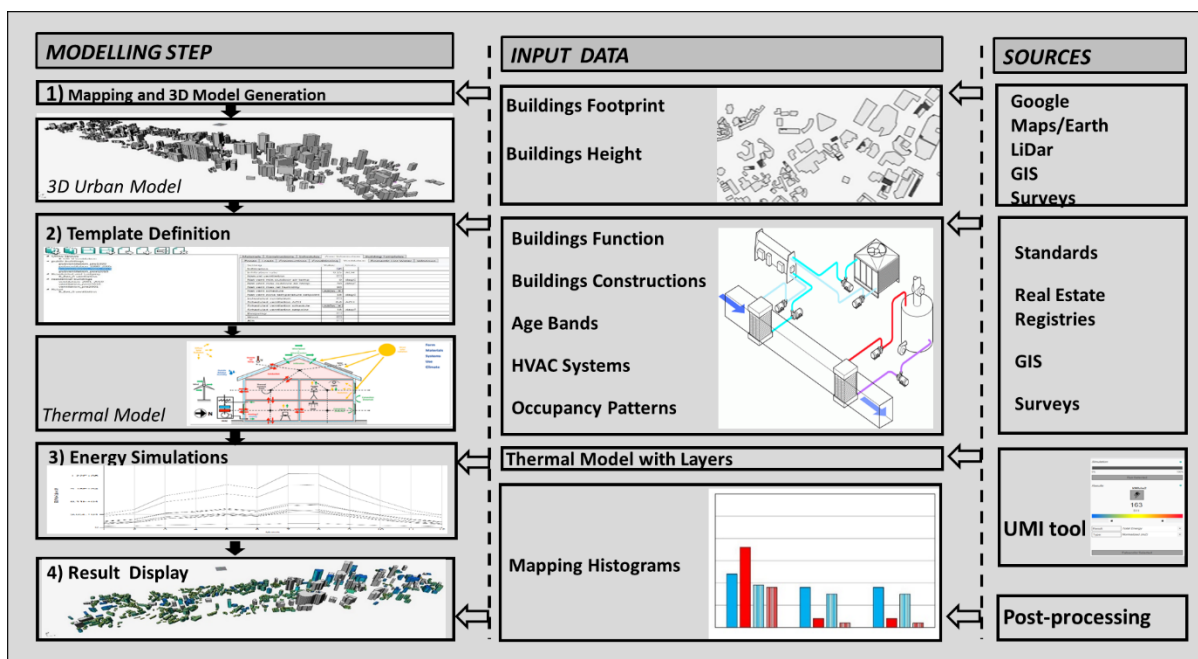 MODELLING STEP
1) Mapping and 3D Model Generation
3D Urban Model
2) Template Definition
Thermal Model
3) Energy Simulations
4) Result Display
INPUT DATA
Buildings Footprint
Buildings Height
Buildings Function
Buildings Constructions
Age Bands
HVAC Systems
Occupancy Patterns
Thermal Model with Layers
Mapping Histograms
SOURCES
Google
Maps/Earth
LiDar
GIS
Surveys
Standards
Real Estate
Registries
GIS
Surveys
UMI tool
163
Post-processing